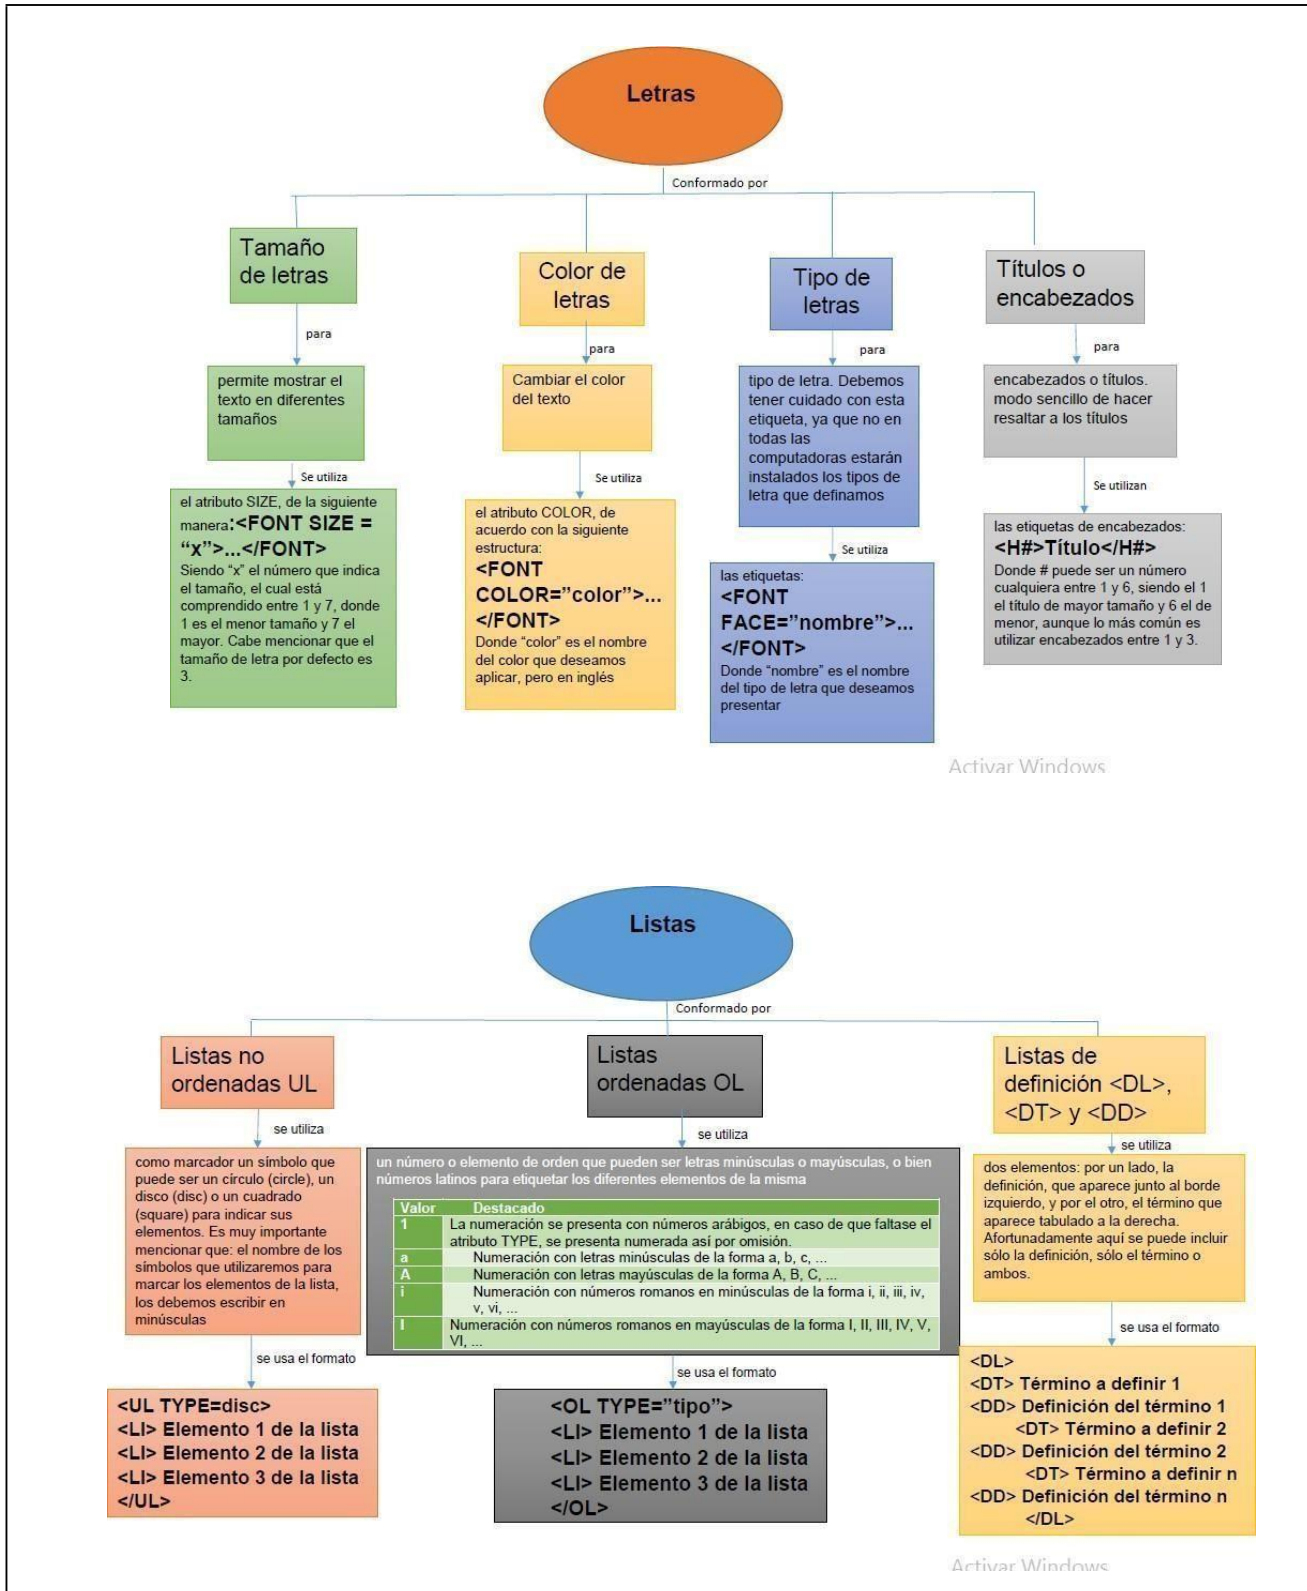 Letras
Conformado por
Tamaño
de letras
para
permite mostrar el
texto en diferentes
tamaños
Se utiliza
el atributo SIZE, de la siguiente
manera:<FONT SIZE =
“x”>...</FONT>
Siendo “x” el número que indica
el tamaño, el cual está
comprendido entre 1 y 7, donde
1 es el menor tamaño y 7 el
mayor. Cabe mencionar que el
tamaño de letra por defecto es
3.
Color de
letras
para
Cambiar el color
del texto
Se utiliza
el atributo COLOR, de
acuerdo con la siguiente
estructura:
<FONT
COLOR=”color”>...
</FONT>
Donde “color” es el nombre
del color que deseamos
aplicar, pero en inglés
Tipo de
letras
para
tipo de letra. Debemos
tener cuidado con esta
etiqueta, ya que no en
todas las
computadoras estarán
instalados los tipos de
letra que definamos
Se utiliza
las etiquetas:
<FONT
FACE=”nombre”>...
</FONT>
Donde “nombre” es el nombre
del tipo de letra que deseamos
presentar
Títulos o
encabezados
para
encabezados o títulos.
modo sencillo de hacer
resaltar a los títulos
Se utilizan
las etiquetas de encabezados:
<H#>Título</H#>
Donde # puede ser un número
cualquiera entre 1 y 6, siendo el 1
el título de mayor tamaño y 6 el de
menor, aunque lo más común es
utilizar encabezados entre 1 y 3.
Activar Windows
Listas
Conformado por
Listas no
ordenadas UL
se utiliza
como marcador un símbolo que
puede ser un círculo (circle), un
disco (disc) o un cuadrado
(square) para indicar sus
elementos. Es muy importante
mencionar que: el nombre de los
símbolos que utilizaremos para
marcar los elementos de la lista,
los debemos escribir en
minúsculas
se usa el formato
<UL TYPE=disc>
<LI> Elemento 1 de la lista
<LI> Elemento 2 de la lista
<LI> Elemento 3 de la lista
</UL>
Listas
ordenadas OL
se utiliza
un número o elemento de orden que pueden ser letras minúsculas o mayúsculas, o bien
números latinos para etiquetar los diferentes elementos de la misma
Valor Destacado
1 La numeración se presenta con números arábigos, en caso de que faltase el
atributo TYPE, se presenta numerada así por omisión.
a Numeración con letras minúsculas de la forma a, b, c, ...
A Numeración con letras mayúsculas de la forma A, B, C, ...
i Numeración con números romanos en minúsculas de la forma i, ii, iii, iv,
v, vi, ...
I Numeración con números romanos en mayúsculas de la forma I, II, III, IV, V,
VI, ...
se usa el formato
<OL TYPE=”tipo”>
<LI> Elemento 1 de la lista
<LI> Elemento 2 de la lista
<LI> Elemento 3 de la lista
</OL>
Listas de
definición <DL>,
<DT> y <DD>
se utiliza
dos elementos: por un lado, la
definición, que aparece junto al borde
izquierdo, y por el otro, el término que
aparece tabulado a la derecha.
Afortunadamente aquí se puede incluir
sólo la definición, sólo el término o
ambos.
se usa el formato
<DL>
<DT> Término a definir 1
<DD> Definición del término 1
<DT> Término a definir 2
<DD> Definición del término 2
<DT> Término a definir n
<DD> Definición del término n
</DL>
Activar Windows